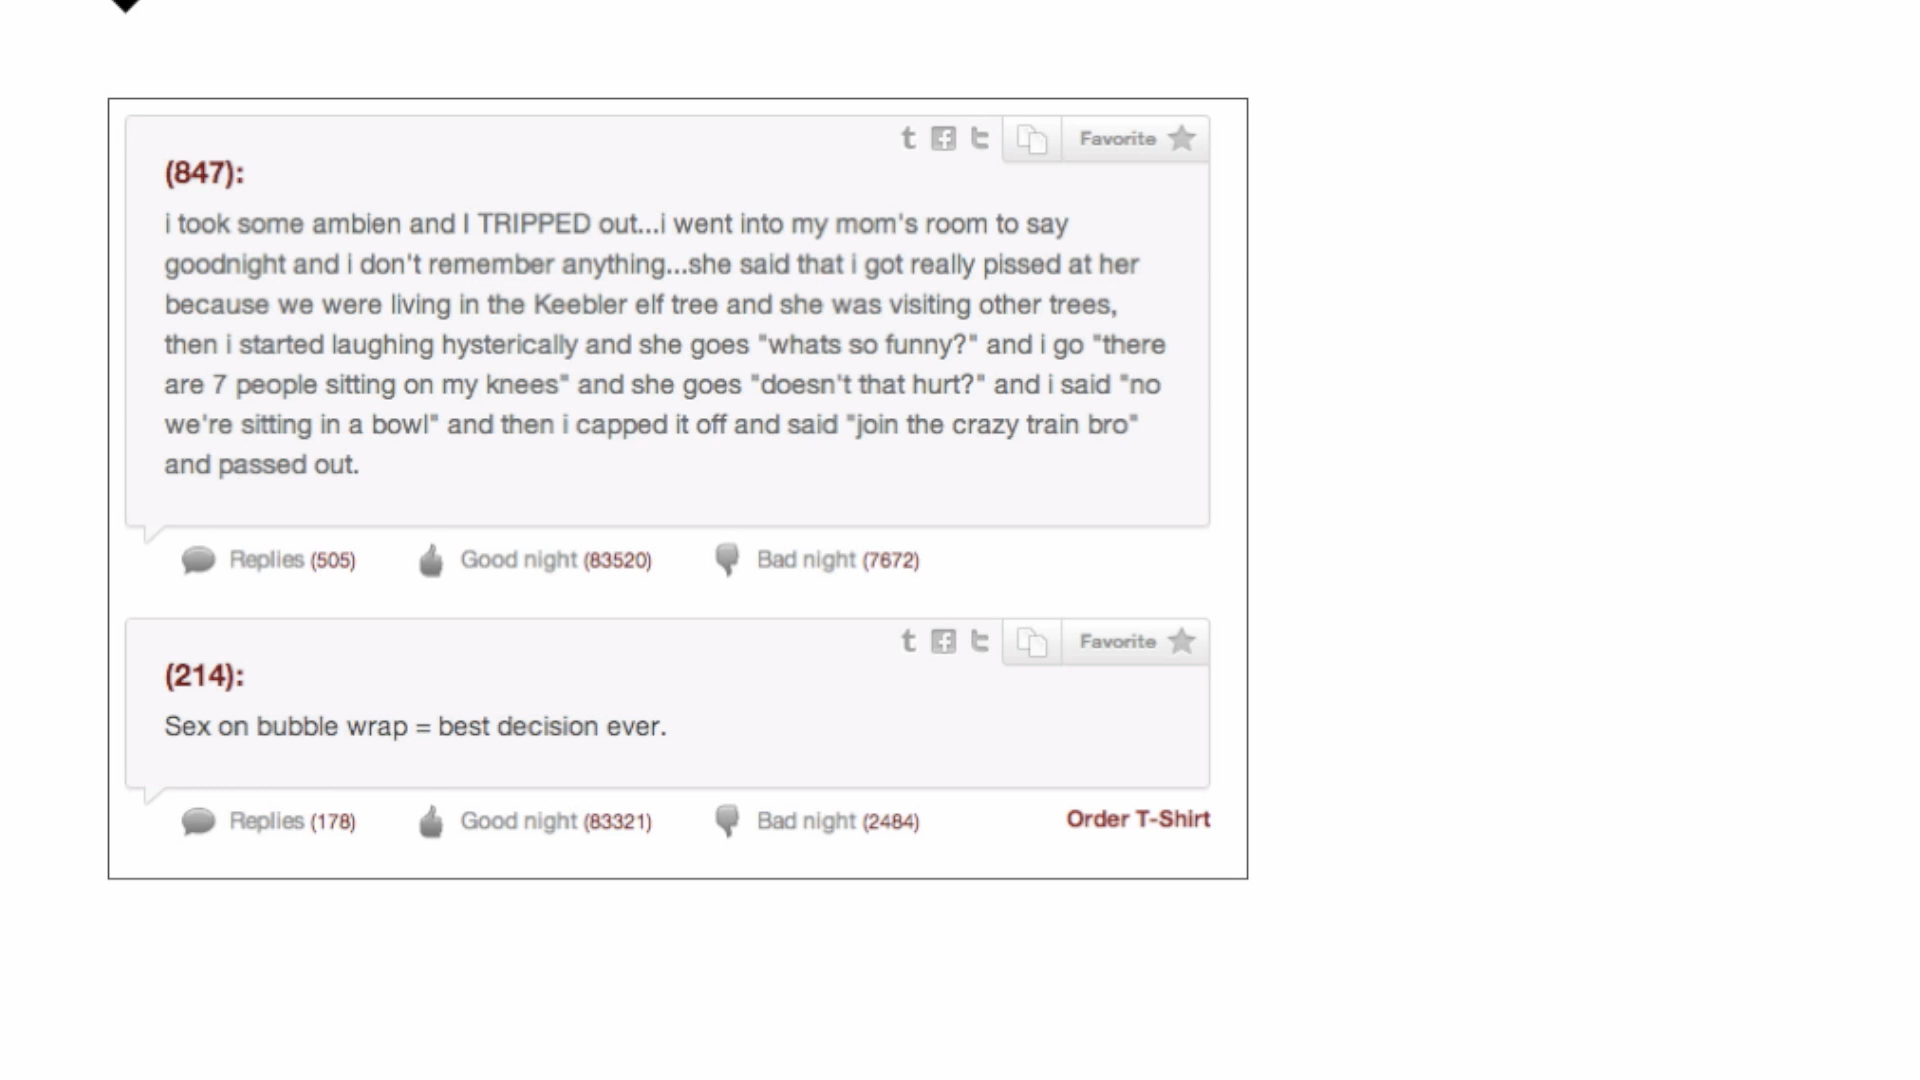 Favorite
(847):
i took some ambien and I TRIPPED out...i went into my mom's room to say
goodnight and i don't remember anything...she said that i got really pissed at her
because we were living in the Keebler elf tree and she was visiting other trees,
then i started laughing hysterically and she goes "whats so funny?" and i go "there
are 7 people sitting on my knees" and she goes "doesn't that hurt?" and i said "no
we're sitting in a bowl" and then i capped it off and said "join the crazy train bro"
and passed out.
Replies (505) Good night (83520) Bad night (7672)
Favorite
(214):
Sex on bubble wrap = best decision ever.
Replies (178) Good night (83321) Bad night (2484) Order T-Shirt